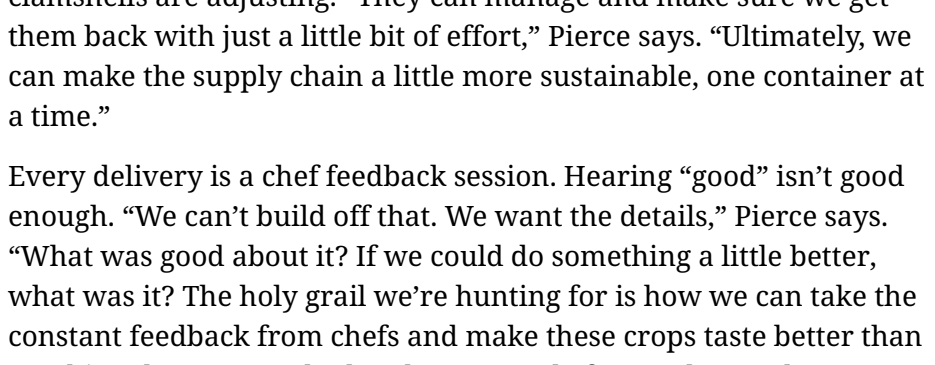 clamshells are adjusting. “They can manage and make sure we get
them back with just a little bit of effort,” Pierce says. “Ultimately, we
can make the supply chain a little more sustainable, one container at
a time.”
Every delivery is a chef feedback session. Hearing “good” isn’t good
enough. “We can’t build off that. We want the details,” Pierce says.
“What was good about it? If we could do something a little better,
what was it? The holy grail we’re hunting for is how we can take the
constant feedback from chefs and make these crops taste better than